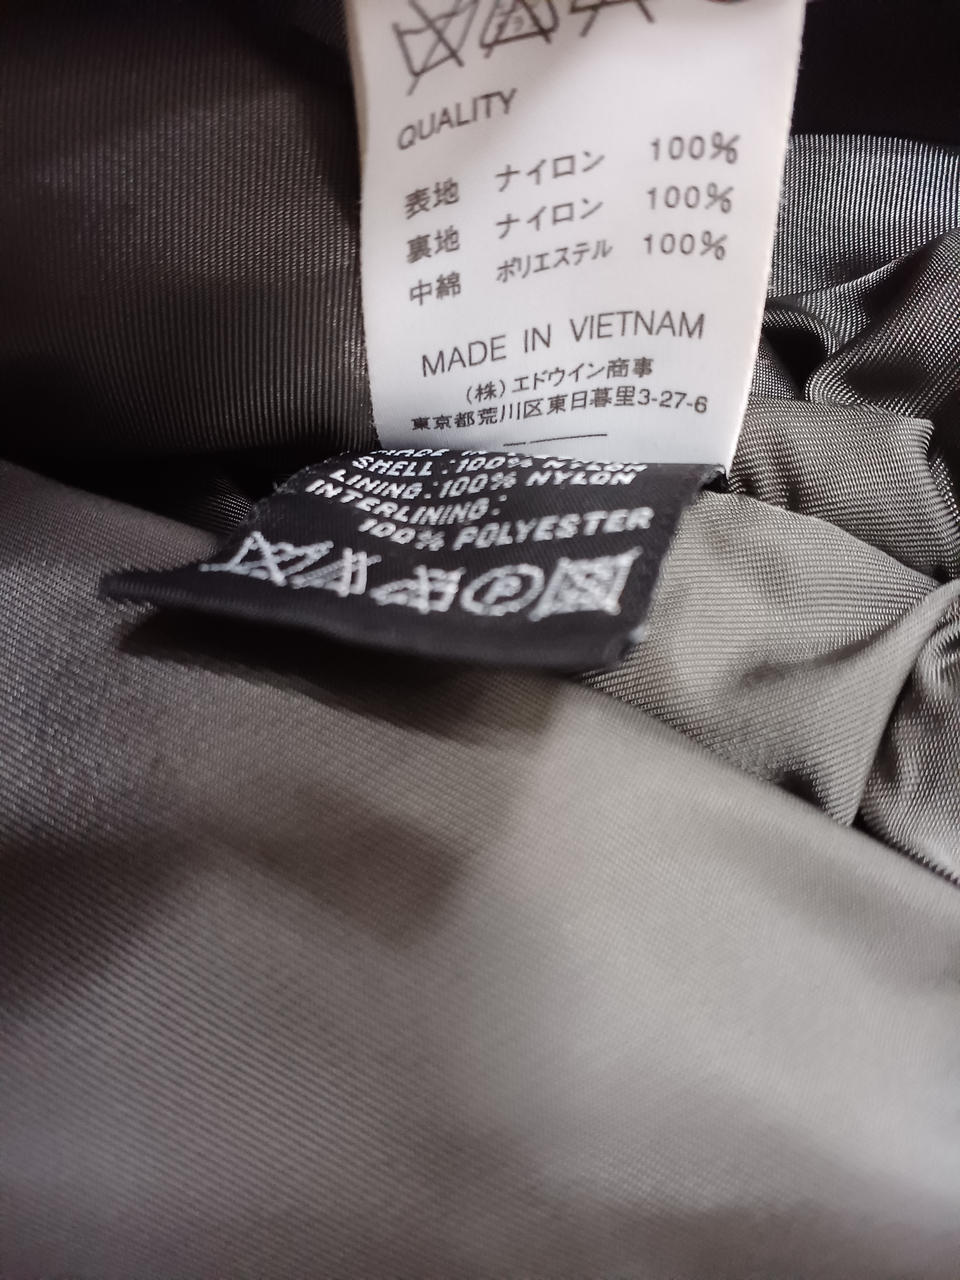 QUALITY
表地 ナイロン 100%
裏地 ナイロン 100%
中綿 ポリエステル 100%
MADE IN VIETNAM
(株)エドウイン商事
東京都荒川区東日暮里3-27-6
MADE IN
SHELL:100% NYLON
LINING:100% NYLON
INTERLINING:
100% POLYESTER
P